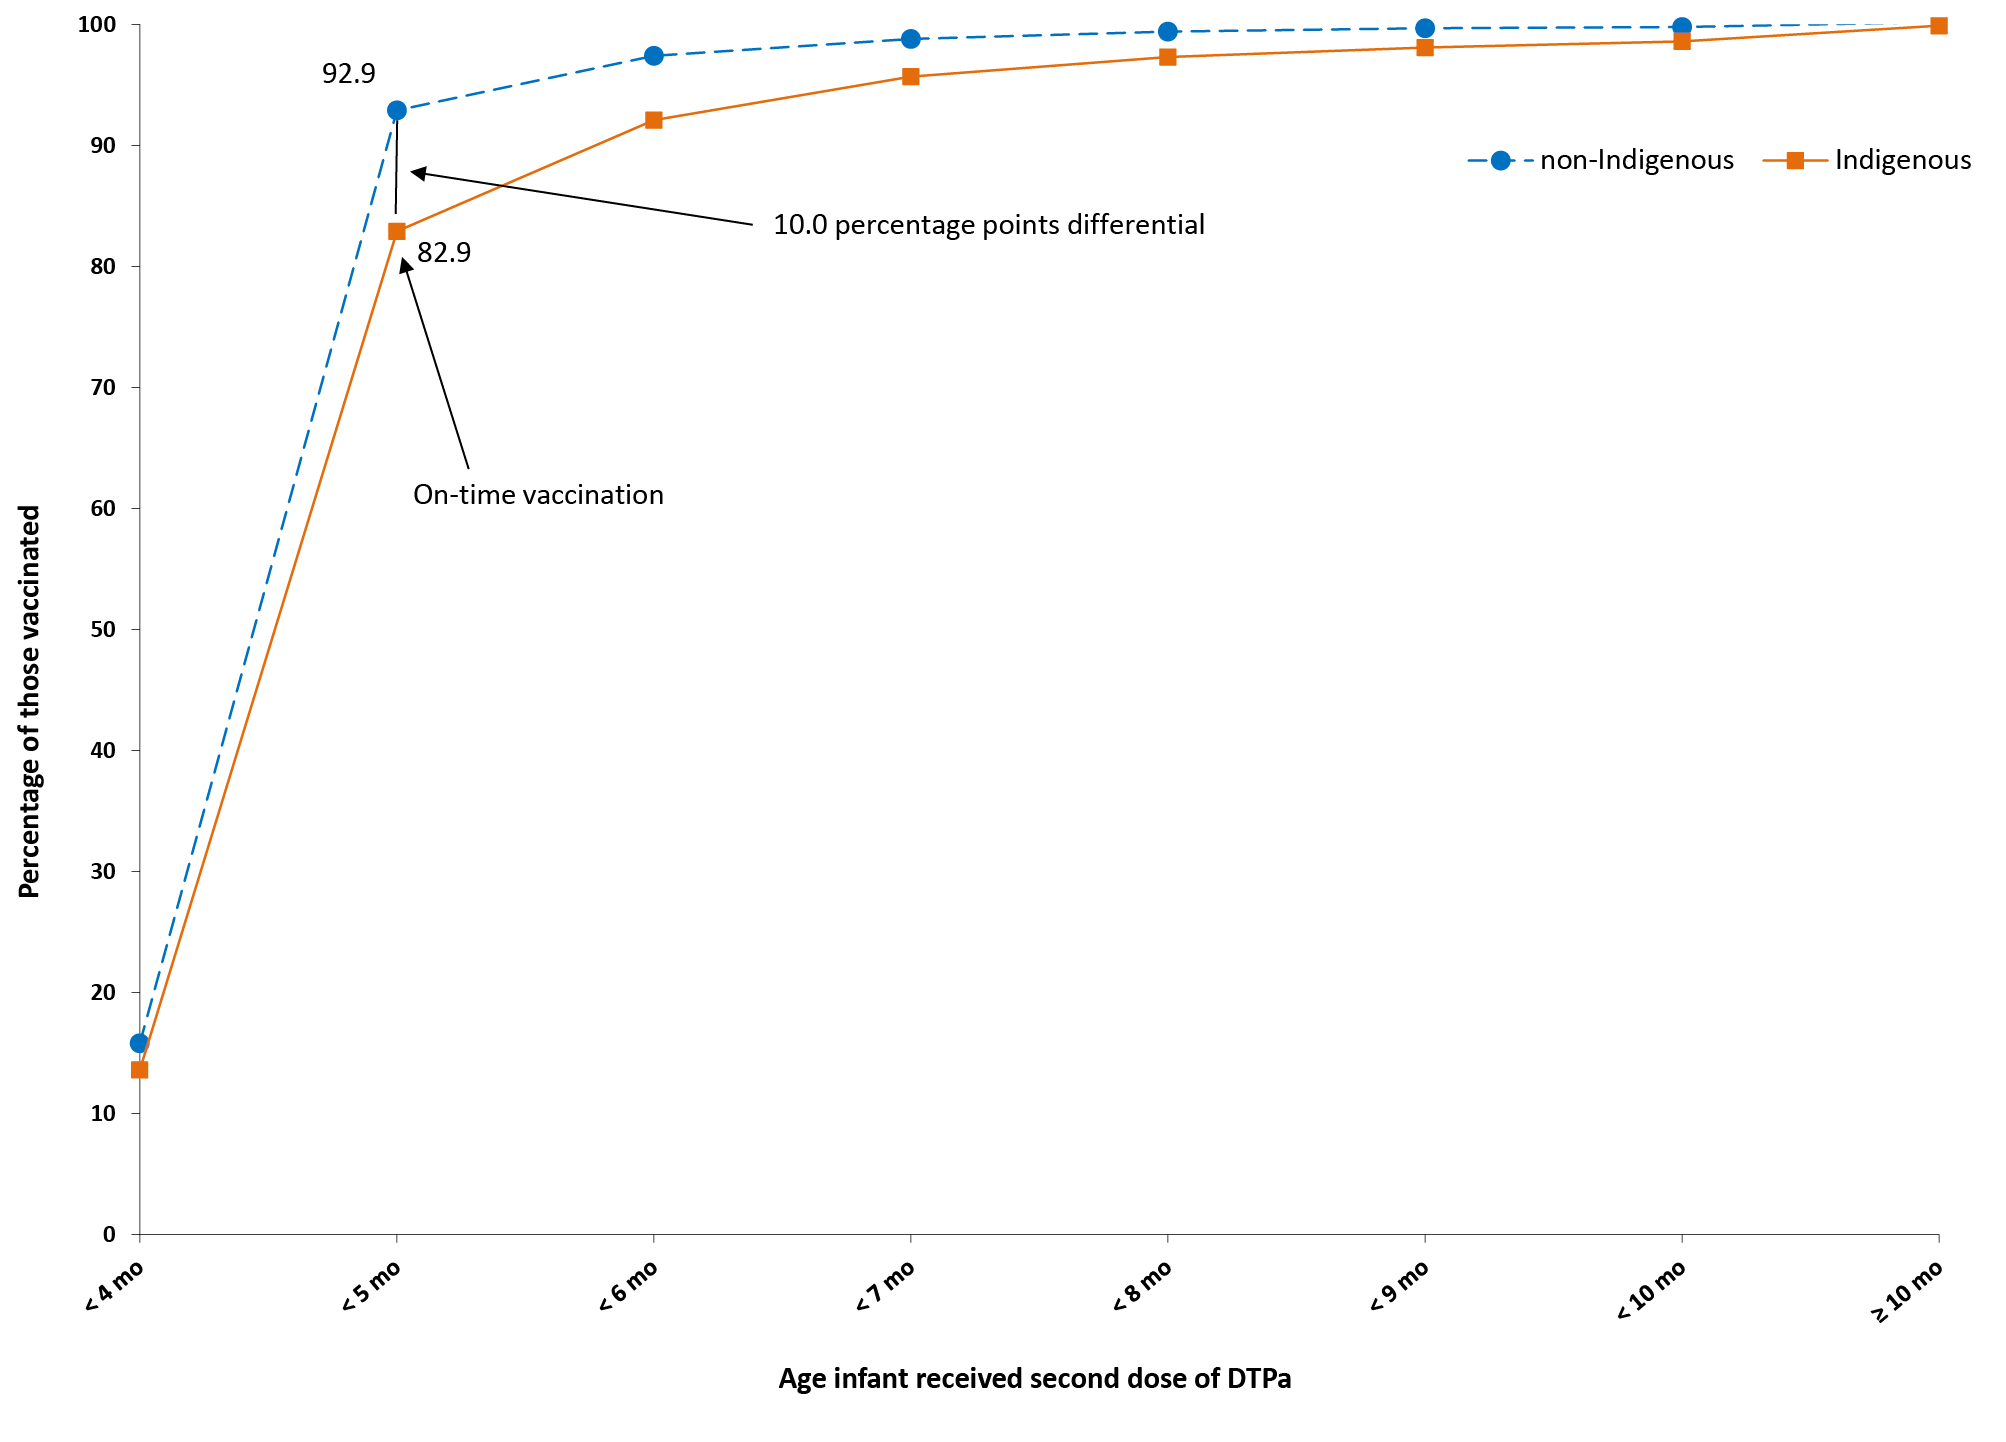 100
92.9
90
non-Indigenous
Indigenous
10.0 percentage points differential
82.9
80
70
On-time vaccination
60
50
40
30
20
10
0
Percentage of those vaccinated
< 4 mo
< 5 mo
< 6 mo
< 7 mo
< 8 mo
< 9 mo
< 10 mo
≥ 10 mo
Age infant received second dose of DTPa